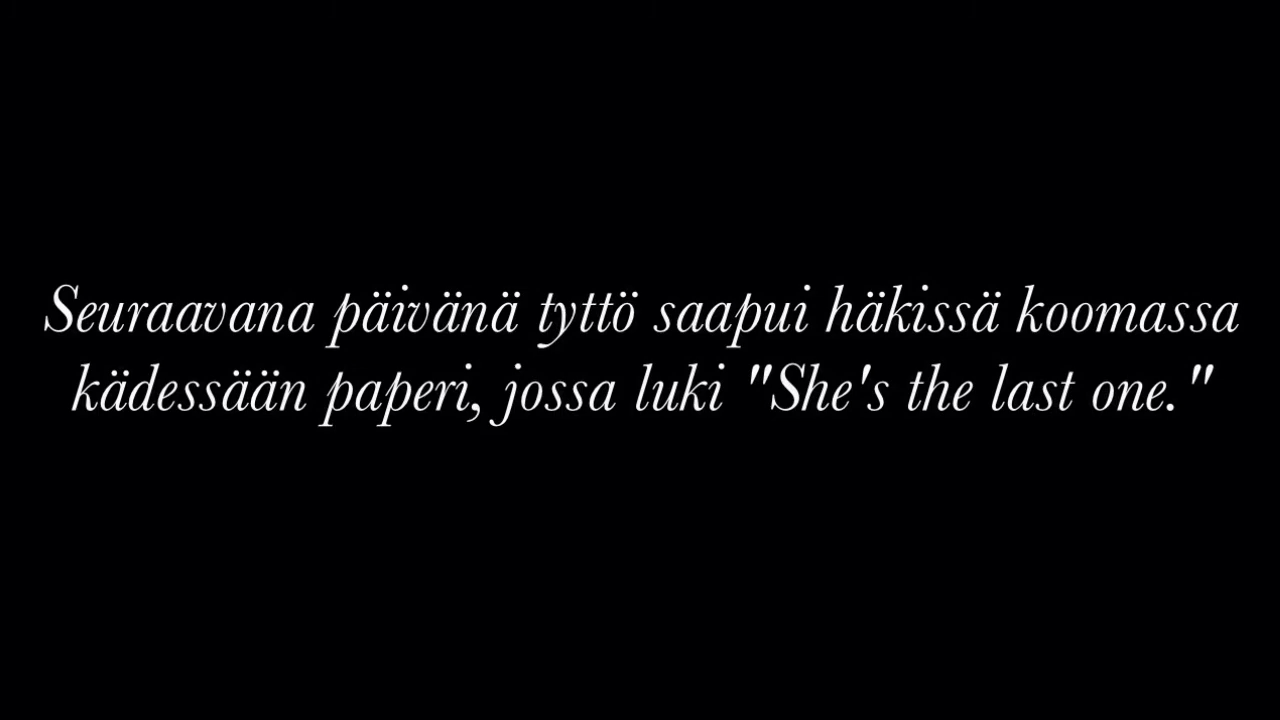 Seuraavana päivänä tyttö saapui häkissä koomassa
kädessään paperi, jossa luki "She's the last one."